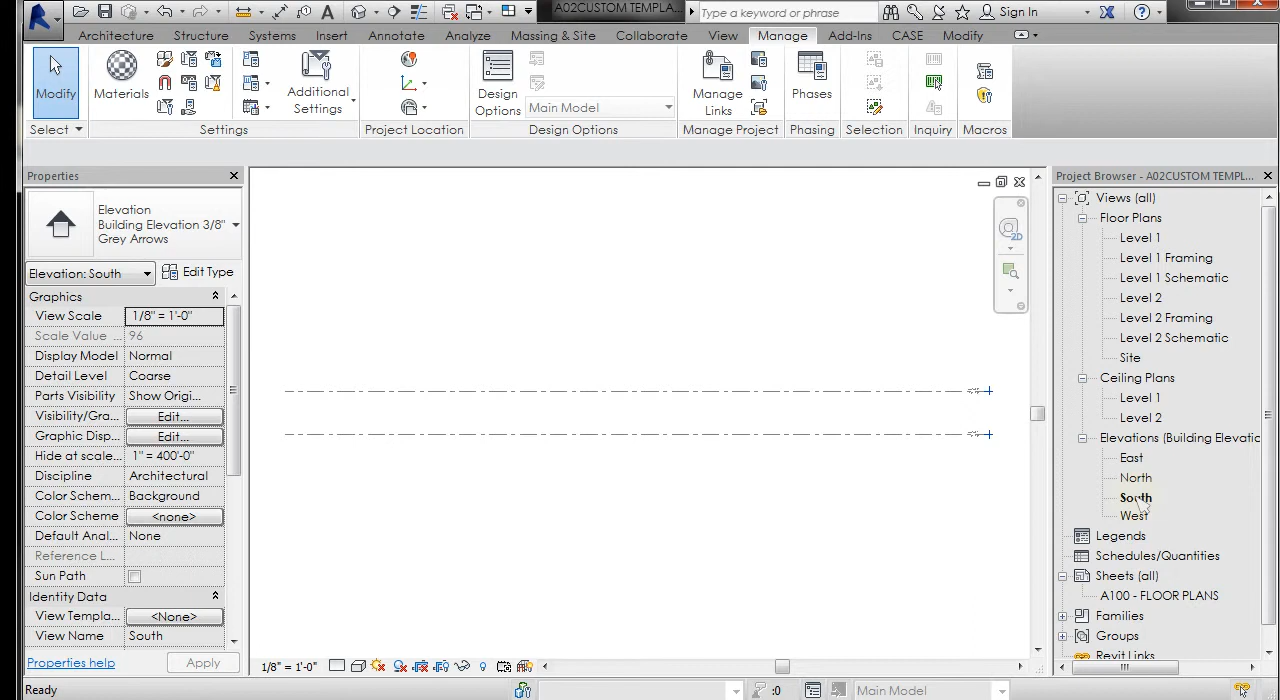 A02CUSTOM TEMPLA...
Type a keyword or phrase
Sign In
Architecture Structure Systems Insert Annotate Analyze Massing & Site Collaborate View Manage Add-Ins CASE Modify
Modify
Materials
Additional
Settings
Design
Options
Main Model
Manage
Links
Phases
Select
Settings
Project Location
Design Options
Manage Project
Phasing
Selection
Inquiry
Macros
Properties
Elevation
Building Elevation 3/8"
Grey Arrows
Elevation: South
Edit Type
Graphics
View Scale 1/8" = 1'-0"
Scale Value ... 96
Display Model Normal
Detail Level Coarse
Parts Visibility Show Origi...
Visibility/Gra... Edit...
Graphic Disp... Edit...
Hide at scale... 1" = 400'-0"
Discipline Architectural
Color Schem... Background
Color Scheme <none>
Default Anal... None
Reference L...
Sun Path
Identity Data
View Templa... <None>
View Name South
Properties help
Apply
2D
1/8" = 1'-0"
Project Browser - A02CUSTOM TEMPL...
Views (all)
Floor Plans
Level 1
Level 1 Framing
Level 1 Schematic
Level 2
Level 2 Framing
Level 2 Schematic
Site
Ceiling Plans
Level 1
Level 2
Elevations (Building Elevatic
East
North
South
West
Legends
Schedules/Quantities
Sheets (all)
A100 - FLOOR PLANS
Families
Groups
Revit Links
Ready
:0
Main Model